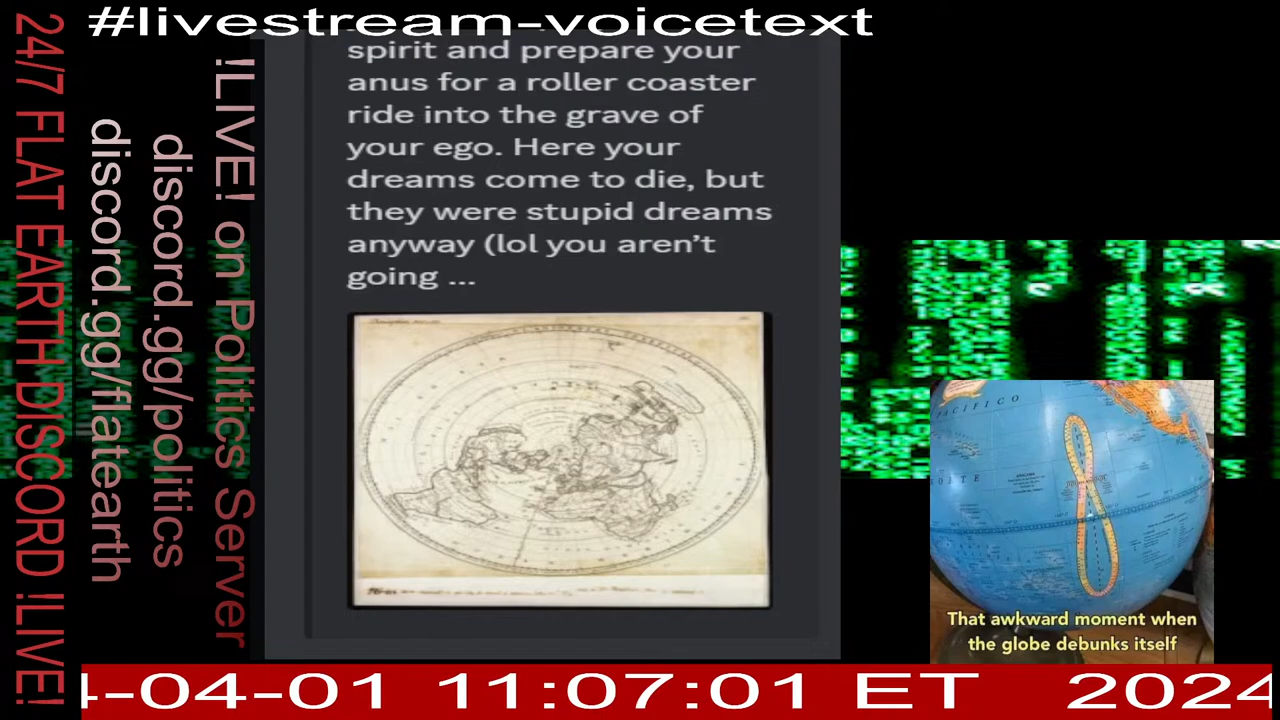 #livestream-voicetext
24/7 FLAT EARTH DISCORD !LIVE!
discord.gg/flatearth
discord.gg/politics
!LIVE! on Politics Server
spirit and prepare your
anus for a roller coaster
ride into the grave of
your ego. Here your
dreams come to die, but
they were stupid dreams
anyway (lol you aren't
going ...
PACÍFICO
That awkward moment when
the globe debunks itself
4-04-01 11:07:01 ET 2024